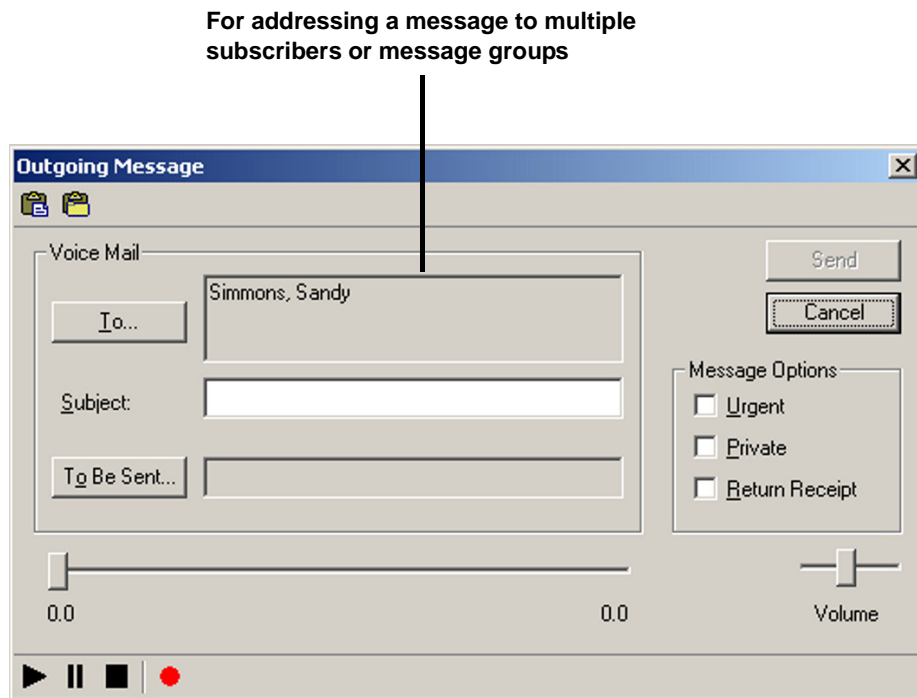 For addressing a message to multiple
subscribers or message groups
Outgoing Message
Voice Mail
To...
Simmons, Sandy
Subject:
To Be Sent...
Send
Cancel
Message Options
Urgent
Private
Return Receipt
0.0
0.0
Volume